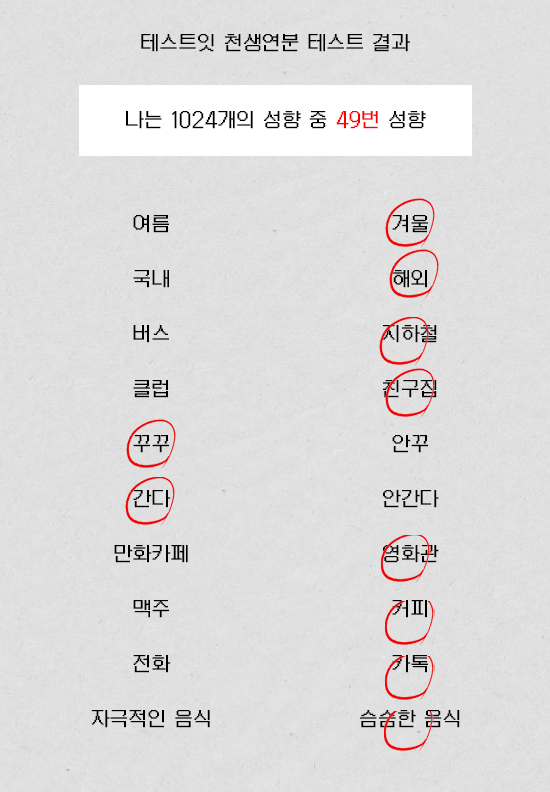 테스트잇 천생연분 테스트 결과
나는 1024개의 성향 중 49번 성향
여름 겨울
국내 해외
버스 지하철
클럽 친구집
꾸꾸 안꾸
간다 안간다
만화카페 영화관
맥주 커피
전화 카톡
자극적인 음식 슴슴한 음식